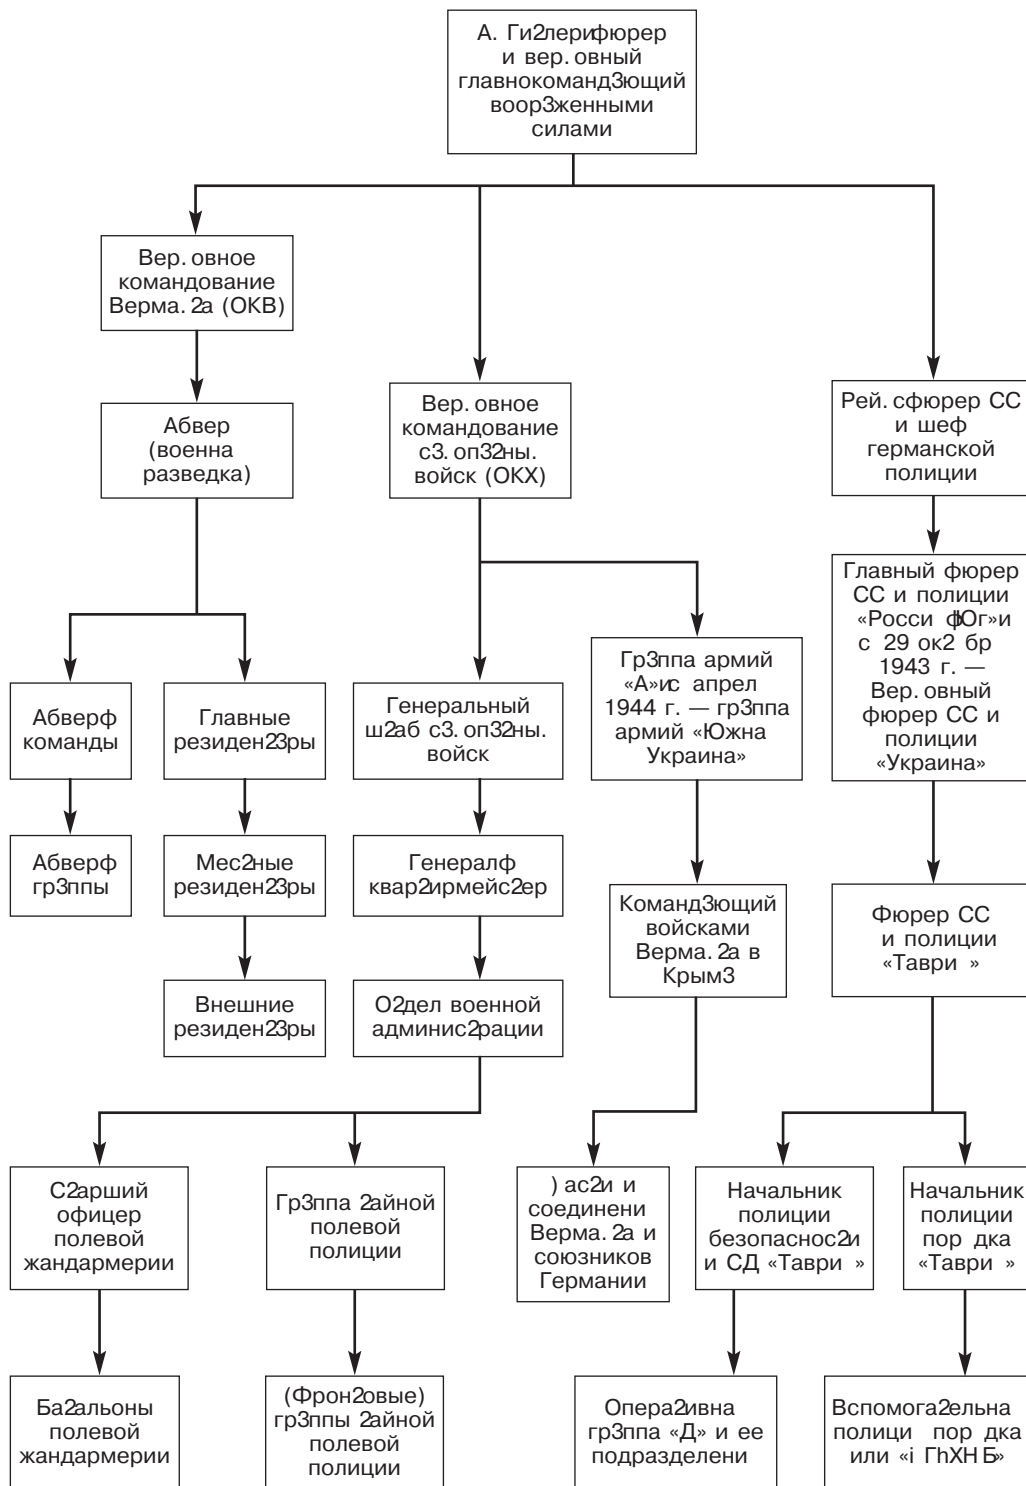 А. Ги2лерифюрер
и вер. овный
главнокоманд3ющий
воор3женными
силами
Вер. овное
командование
Верма. 2а (ОКВ)
Абвер
(военна
разведка)
Вер. овное
командование
с3. оп32ны.
войск (ОКХ)
Рей. сфюрер СС
и шеф
германской
полиции
Главный фюрер
СС и полиции
«Росси фЮг»и
с 29 ок2 бр
1943 г. —
Вер. овный
фюрер СС и
полиции
«Украина»
Гр3ппа армий
«А»ис апрел
1944 г. — гр3ппа
армий «Южна
Украина»
Абверф
команды
Главные
резиден23ры
Генеральный
ш2аб с3. оп32ны.
войск
Абверф
гр3ппы
Мес2ные
резиден23ры
Генералф
квар2ирмейс2ер
Команд3ющий
войсками
Верма. 2а в
Крым3
Фюрер СС
и полиции
«Таври »
Внешние
резиден23ры
О2дел военной
админис2рации
С2арший
офицер
полевой
жандармерии
Гр3ппа 2айной
полевой
полиции
) ас2и и
соединени
Верма. 2а и
союзников
Германии
Начальник
полиции
безопаснос2и
и СД «Таври »
Начальник
полиции
пор дка
«Таври »
Ба2альоны
полевой
жандармерии
(Фрон2овые)
гр3ппы 2айной
полевой
полиции
Опера2ивна
гр3ппа «Д» и ее
подразделени
Вспомога2ельна
полици пор дка
или «i ГhХНБ»